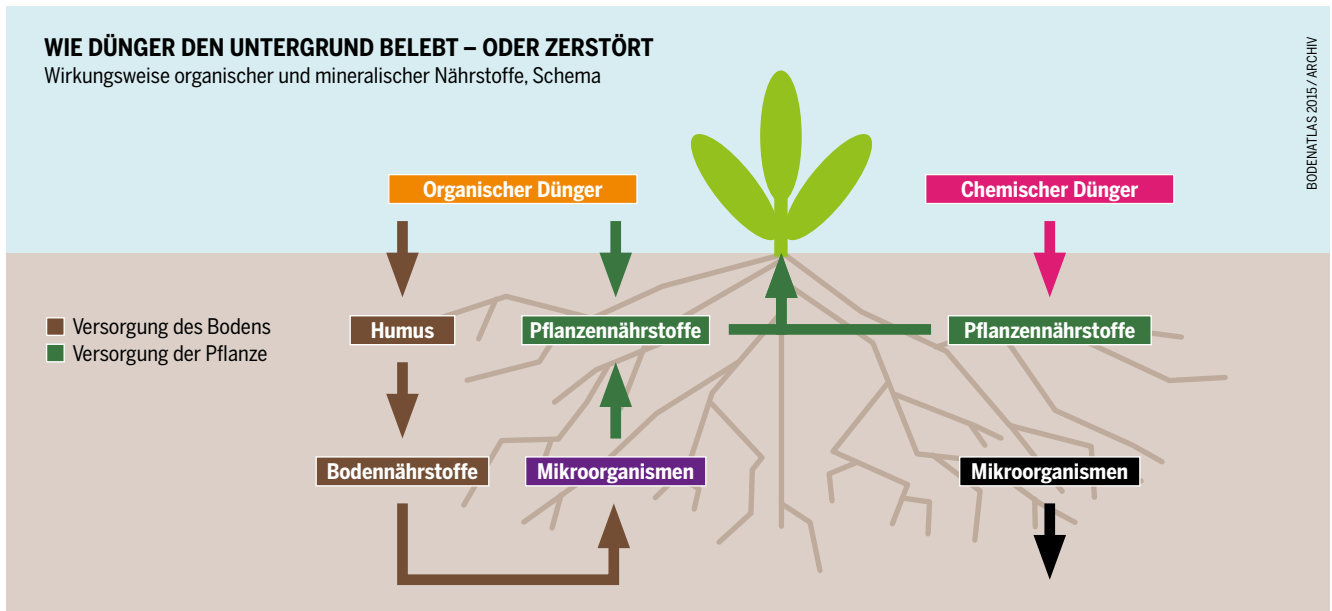 WIE DÜNGER DEN UNTERGRUND BELEBT – ODER ZERSTÖRT
Wirkungsweise organischer und mineralischer Nährstoffe, Schema
BODENATLAS 2015 / ARCHIV
Organischer Dünger
Chemischer Dünger
Versorgung des Bodens
Versorgung der Pflanze
Humus
Pflanzennährstoffe
Pflanzennährstoffe
Bodennährstoffe
Mikroorganismen
Mikroorganismen